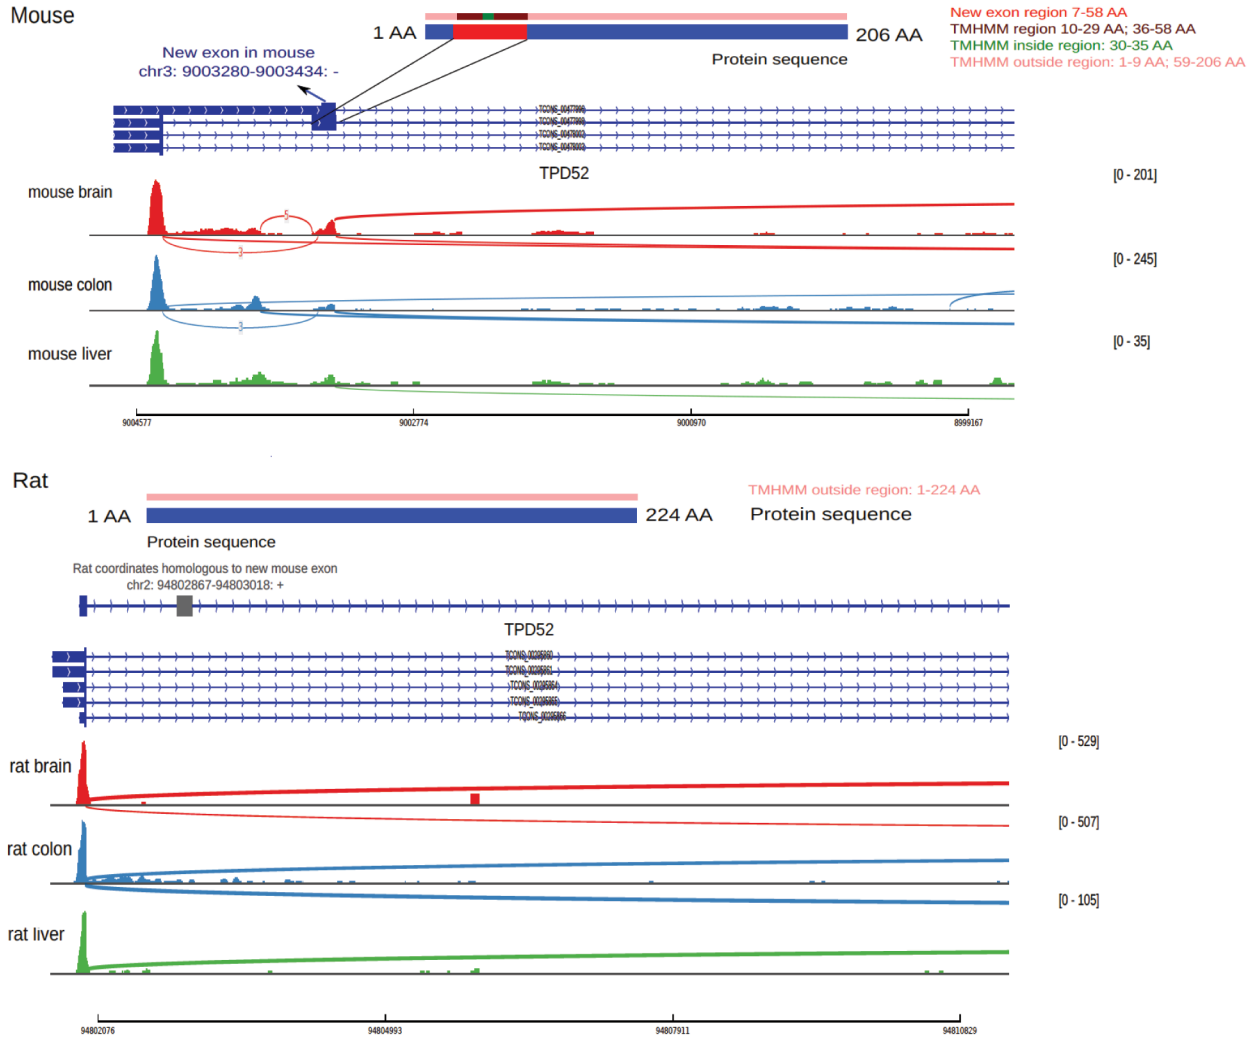 Mouse
1 AA
206 AA
Protein sequence
New exon region 7-58 AA
TMHMM region 10-29 AA; 36-58 AA
TMHMM inside region: 30-35 AA
TMHMM outside region: 1-9 AA; 59-206 AA
New exon in mouse
chr3: 9003280-9003434: -
TPD52
mouse brain
[0 - 201]
5
3
mouse colon
[0 - 245]
3
mouse liver
[0 - 35]
9004577
9002774
9000970
8999167
Rat
TMHMM outside region: 1-224 AA
1 AA
224 AA
Protein sequence
Protein sequence
Rat coordinates homologous to new mouse exon
chr2: 94802867-94803018: +
TPD52
rat brain
[0 - 529]
rat colon
[0 - 507]
rat liver
[0 - 105]
94802076
94804993
94807911
94810829